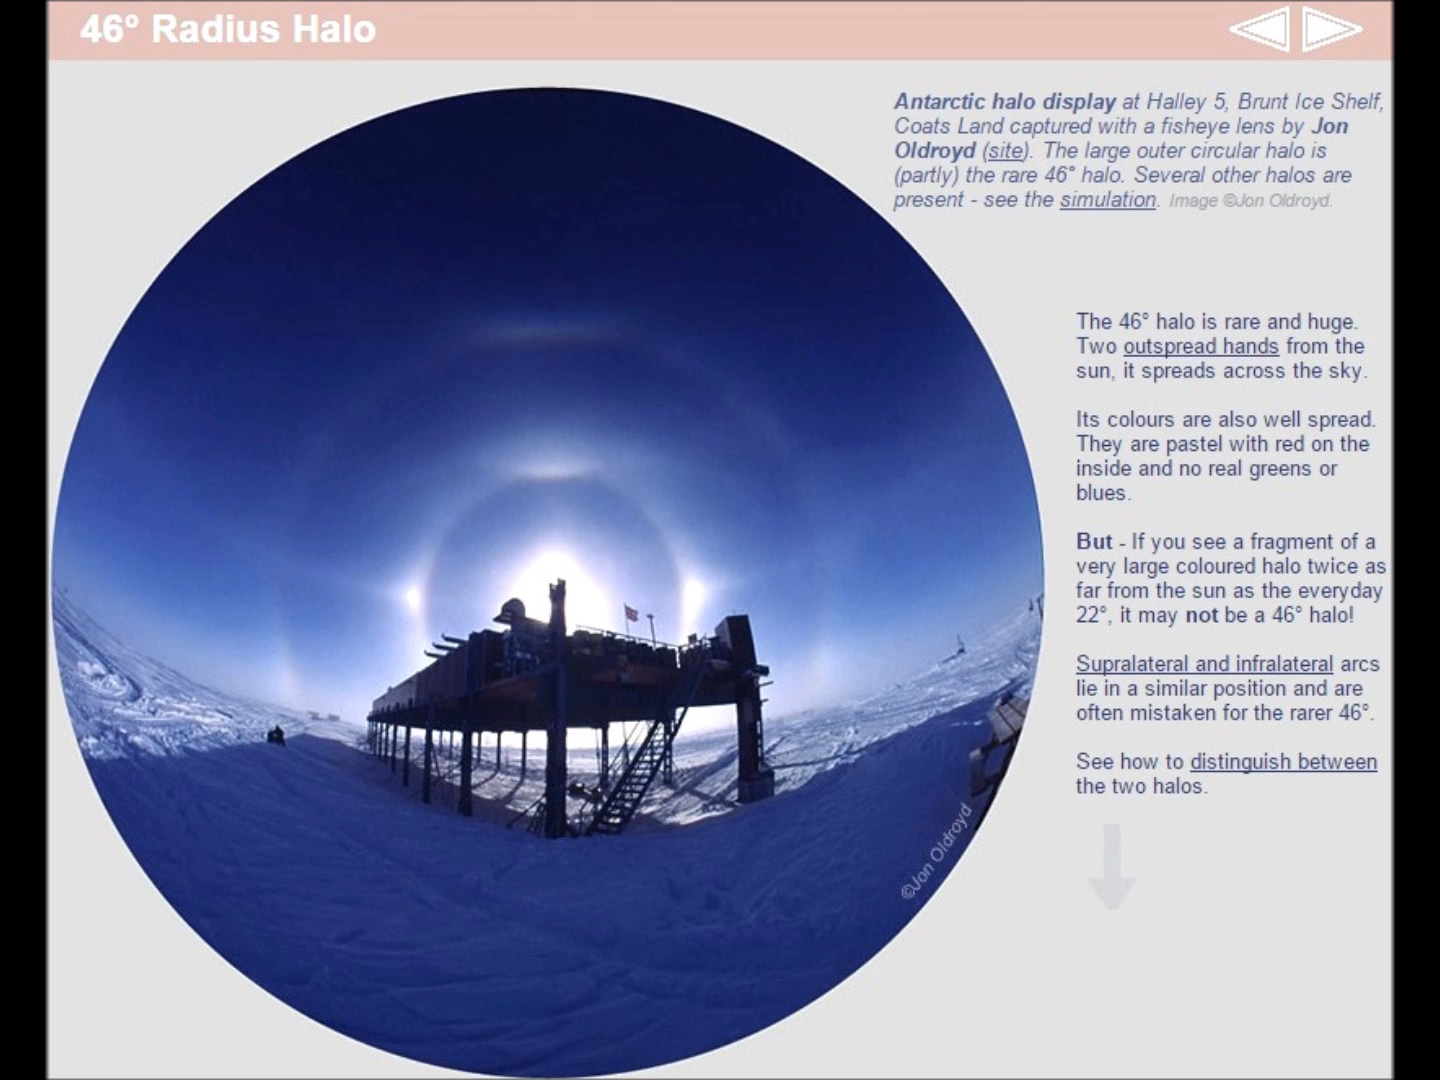 46° Radius Halo
Antarctic halo display at Halley 5, Brunt Ice Shelf,
Coats Land captured with a fisheye lens by Jon
Oldroyd (site). The large outer circular halo is
(partly) the rare 46° halo. Several other halos are
present - see the simulation. Image ©Jon Oldroyd.
The 46° halo is rare and huge.
Two outspread hands from the
sun, it spreads across the sky.
Its colours are also well spread.
They are pastel with red on the
inside and no real greens or
blues.
But - If you see a fragment of a
very large coloured halo twice as
far from the sun as the everyday
22°, it may not be a 46° halo!
Supralateral and infralateral arcs
lie in a similar position and are
often mistaken for the rarer 46°.
See how to distinguish between
the two halos.
©Jon Oldroyd